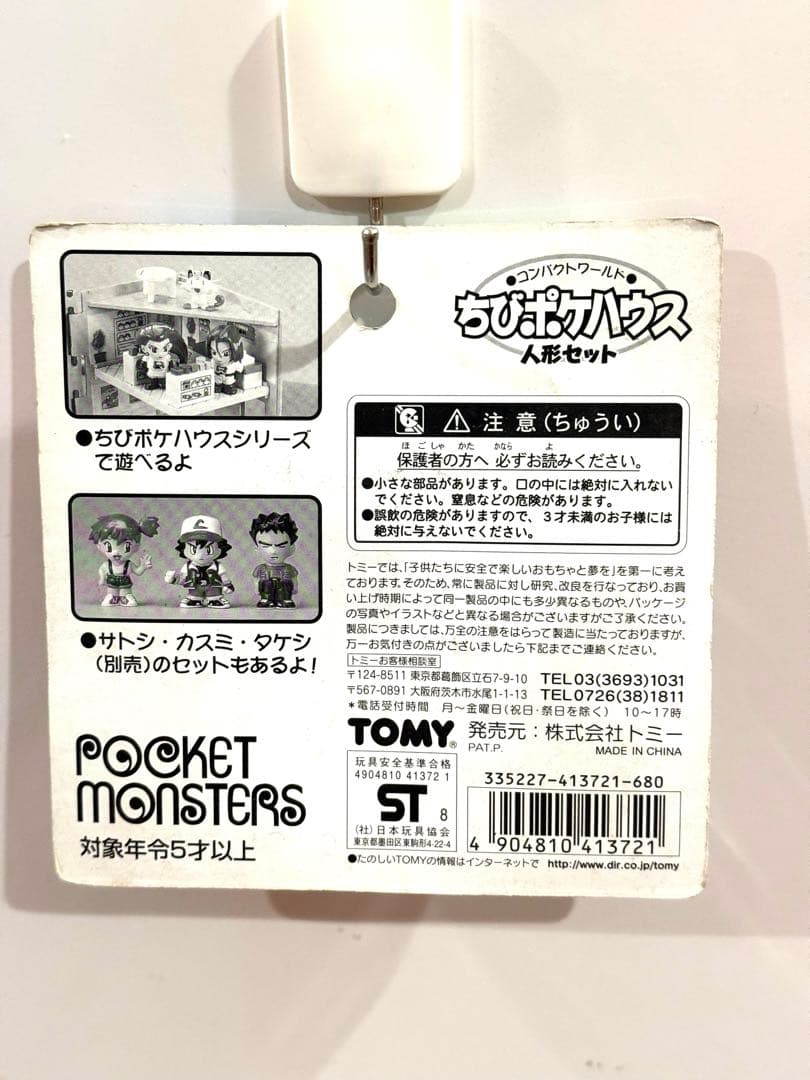 ●ちびポケハウスシリーズ
で遊べるよ
●サトシ・カスミ・タケシ
(別売)のセットもあるよ!
POCKET
MONSTERS
対象年令5才以上
●コンパクトワールド●
ちびポケハウス
人形セット
注意(ちゅうい)
ほごしゃ かた かなら よ
保護者の方へ 必ずお読みください。
●小さな部品があります。口の中には絶対に入れない
でください。窒息などの危険があります。
●誤飲の危険がありますので、3才未満のお子様には
絶対に与えないでください。
トミーでは、「子供たちに安全で楽しいおもちゃと夢を」を第一に考え
ております。そのため、常に製品に対し研究、改良を行なっており、お買
い上げ時期によって同一製品の中にも多少異なるものや、パッケージ
の写真やイラストなどと異なる場合がございますがご了承ください。
製品につきましては、万全の注意をはらって製造に当たっておりますが、
万一お気付きの点がございましたら下記までご連絡ください。
トミーお客様相談室
〒124-8511 東京都葛飾区立石7-9-10 TEL03(3693)1031
〒567-0891 大阪府茨木市水尾1-1-13 TEL0726(38)1811
*電話受付時間 月〜金曜日(祝日・祭日を除く) 10〜17時
TOMY® 発売元:株式会社トミー
PAT.P. MADE IN CHINA
玩具安全基準合格
4904810 41372 1
ST 8
(社)日本玩具協会
東京都墨田区東駒形4-22-4
335227-413721-680
4 904810 413721
●たのしいTOMYの情報はインターネットで http://www.dir.co.jp/tomy